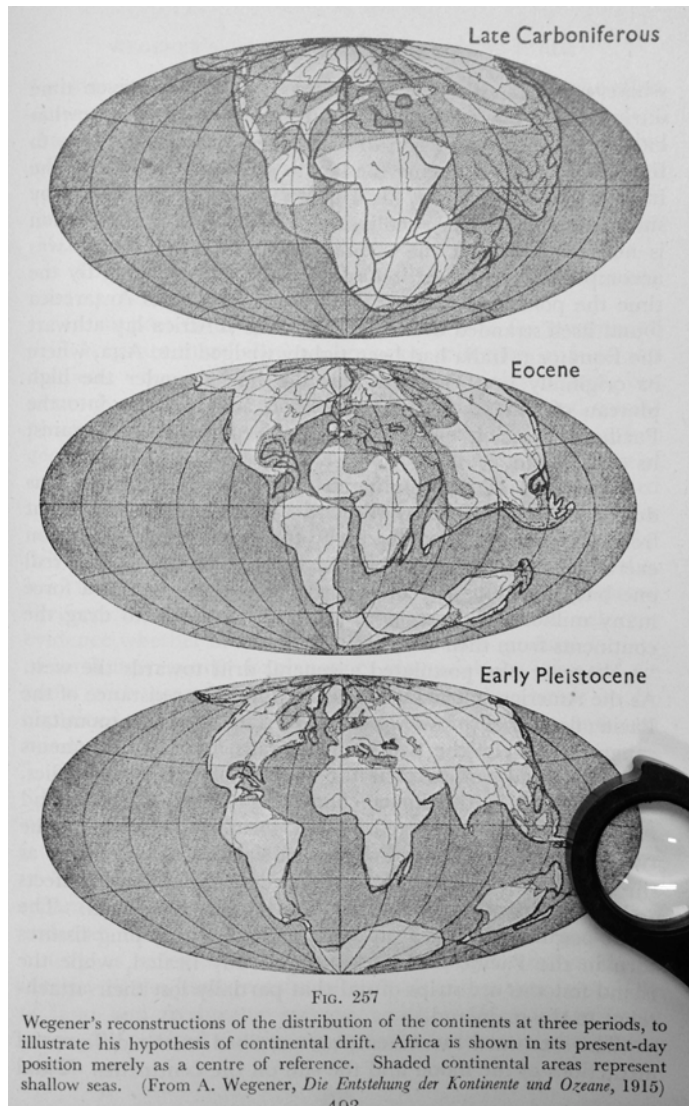 Late Carboniferous
Eocene
Early Pleistocene
FIG. 257
Wegener's reconstructions of the distribution of the continents at three periods, to
illustrate his hypothesis of continental drift. Africa is shown in its present-day
position merely as a centre of reference. Shaded continental areas represent
shallow seas. (From A. Wegener, Die Entstehung der Kontinente und Ozeane, 1915)